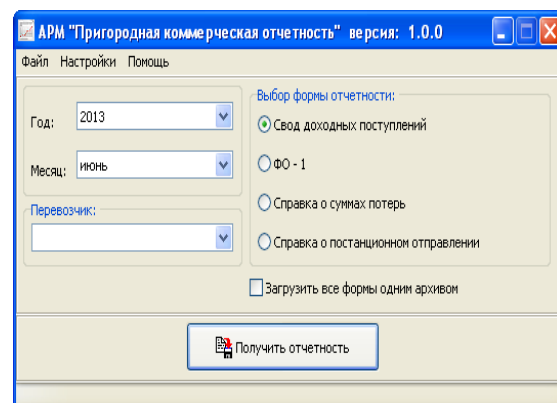 АРМ "Пригородная коммерческая отчетность" версия: 1.0.0
Файл Настройки Помощь
Год: 2013
Месяц: июнь
Перевозчик:
Выбор формы отчетности:
Свод доходных поступлений
ФО - 1
Справка о суммах потерь
Справка о постанционном отправлении
Загрузить все формы одним архивом
Получить отчетность